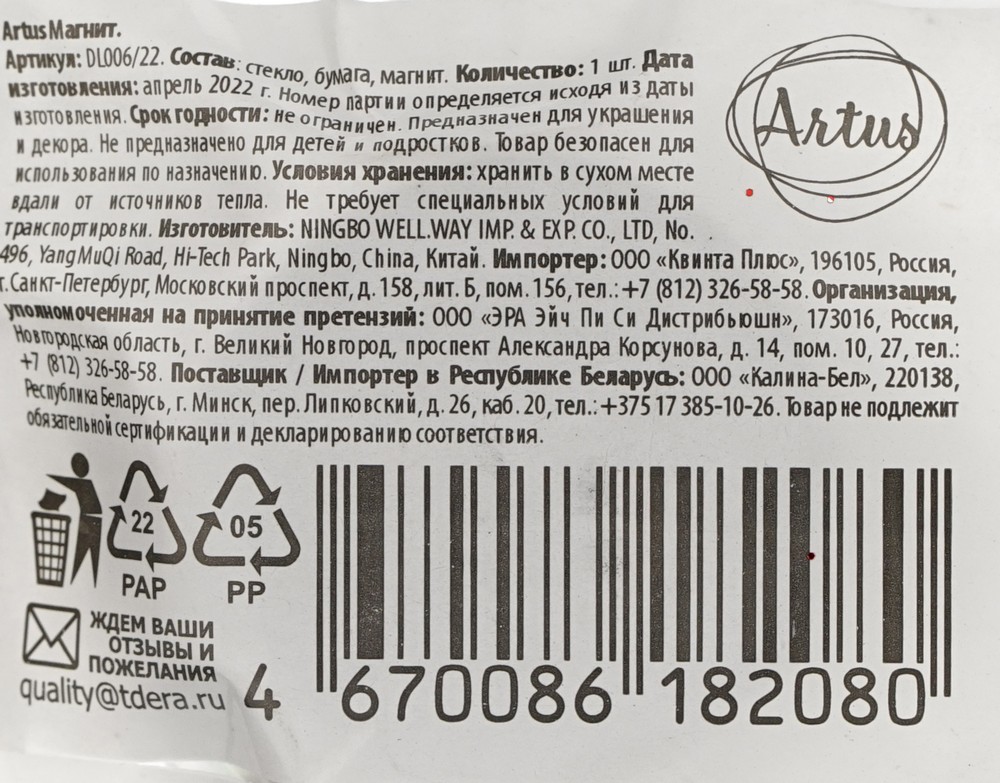 Artus Магнит.
Артикул: DL006/22. Состав: стекло, бумага, магнит. Количество: 1 шт. Дата
изготовления: апрель 2022 г. Номер партии определяется исходя из даты
изготовления. Срок годности: не ограничен. Предназначен для украшения
и декора. Не предназначено для детей и подростков. Товар безопасен для
использования по назначению. Условия хранения: хранить в сухом месте
вдали от источников тепла. Не требует специальных условий для
транспортировки. Изготовитель: NINGBO WELL.WAY IMP. & EXP. CO., LTD, No.
496, Yang MuQi Road, Hi-Tech Park, Ningbo, China, Китай. Импортер: ООО «Квинта Плюс», 196105, Россия,
г. Санкт-Петербург, Московский проспект, д. 158, лит. Б, пом. 156, тел.: +7 (812) 326-58-58. Организация,
уполномоченная на принятие претензий: ООО «ЭРА Эйч Пи Си Дистрибьюшн», 173016, Россия,
Новгородская область, г. Великий Новгород, проспект Александра Корсунова, д. 14, пом. 10, 27, тел.:
+7 (812) 326-58-58. Поставщик / Импортер в Республике Беларусь: ООО «Калина-Бел», 220138,
Республика Беларусь, г. Минск, пер. Липковский, д. 26, каб. 20, тел.: +375 17 385-10-26. Товар не подлежит
обязательной сертификации и декларированию соответствия.
Artus
22
PAP
05
PP
ЖДЕМ ВАШИ
ОТЗЫВЫ И
ПОЖЕЛАНИЯ
quality@tdera.ru
4 670086 182080